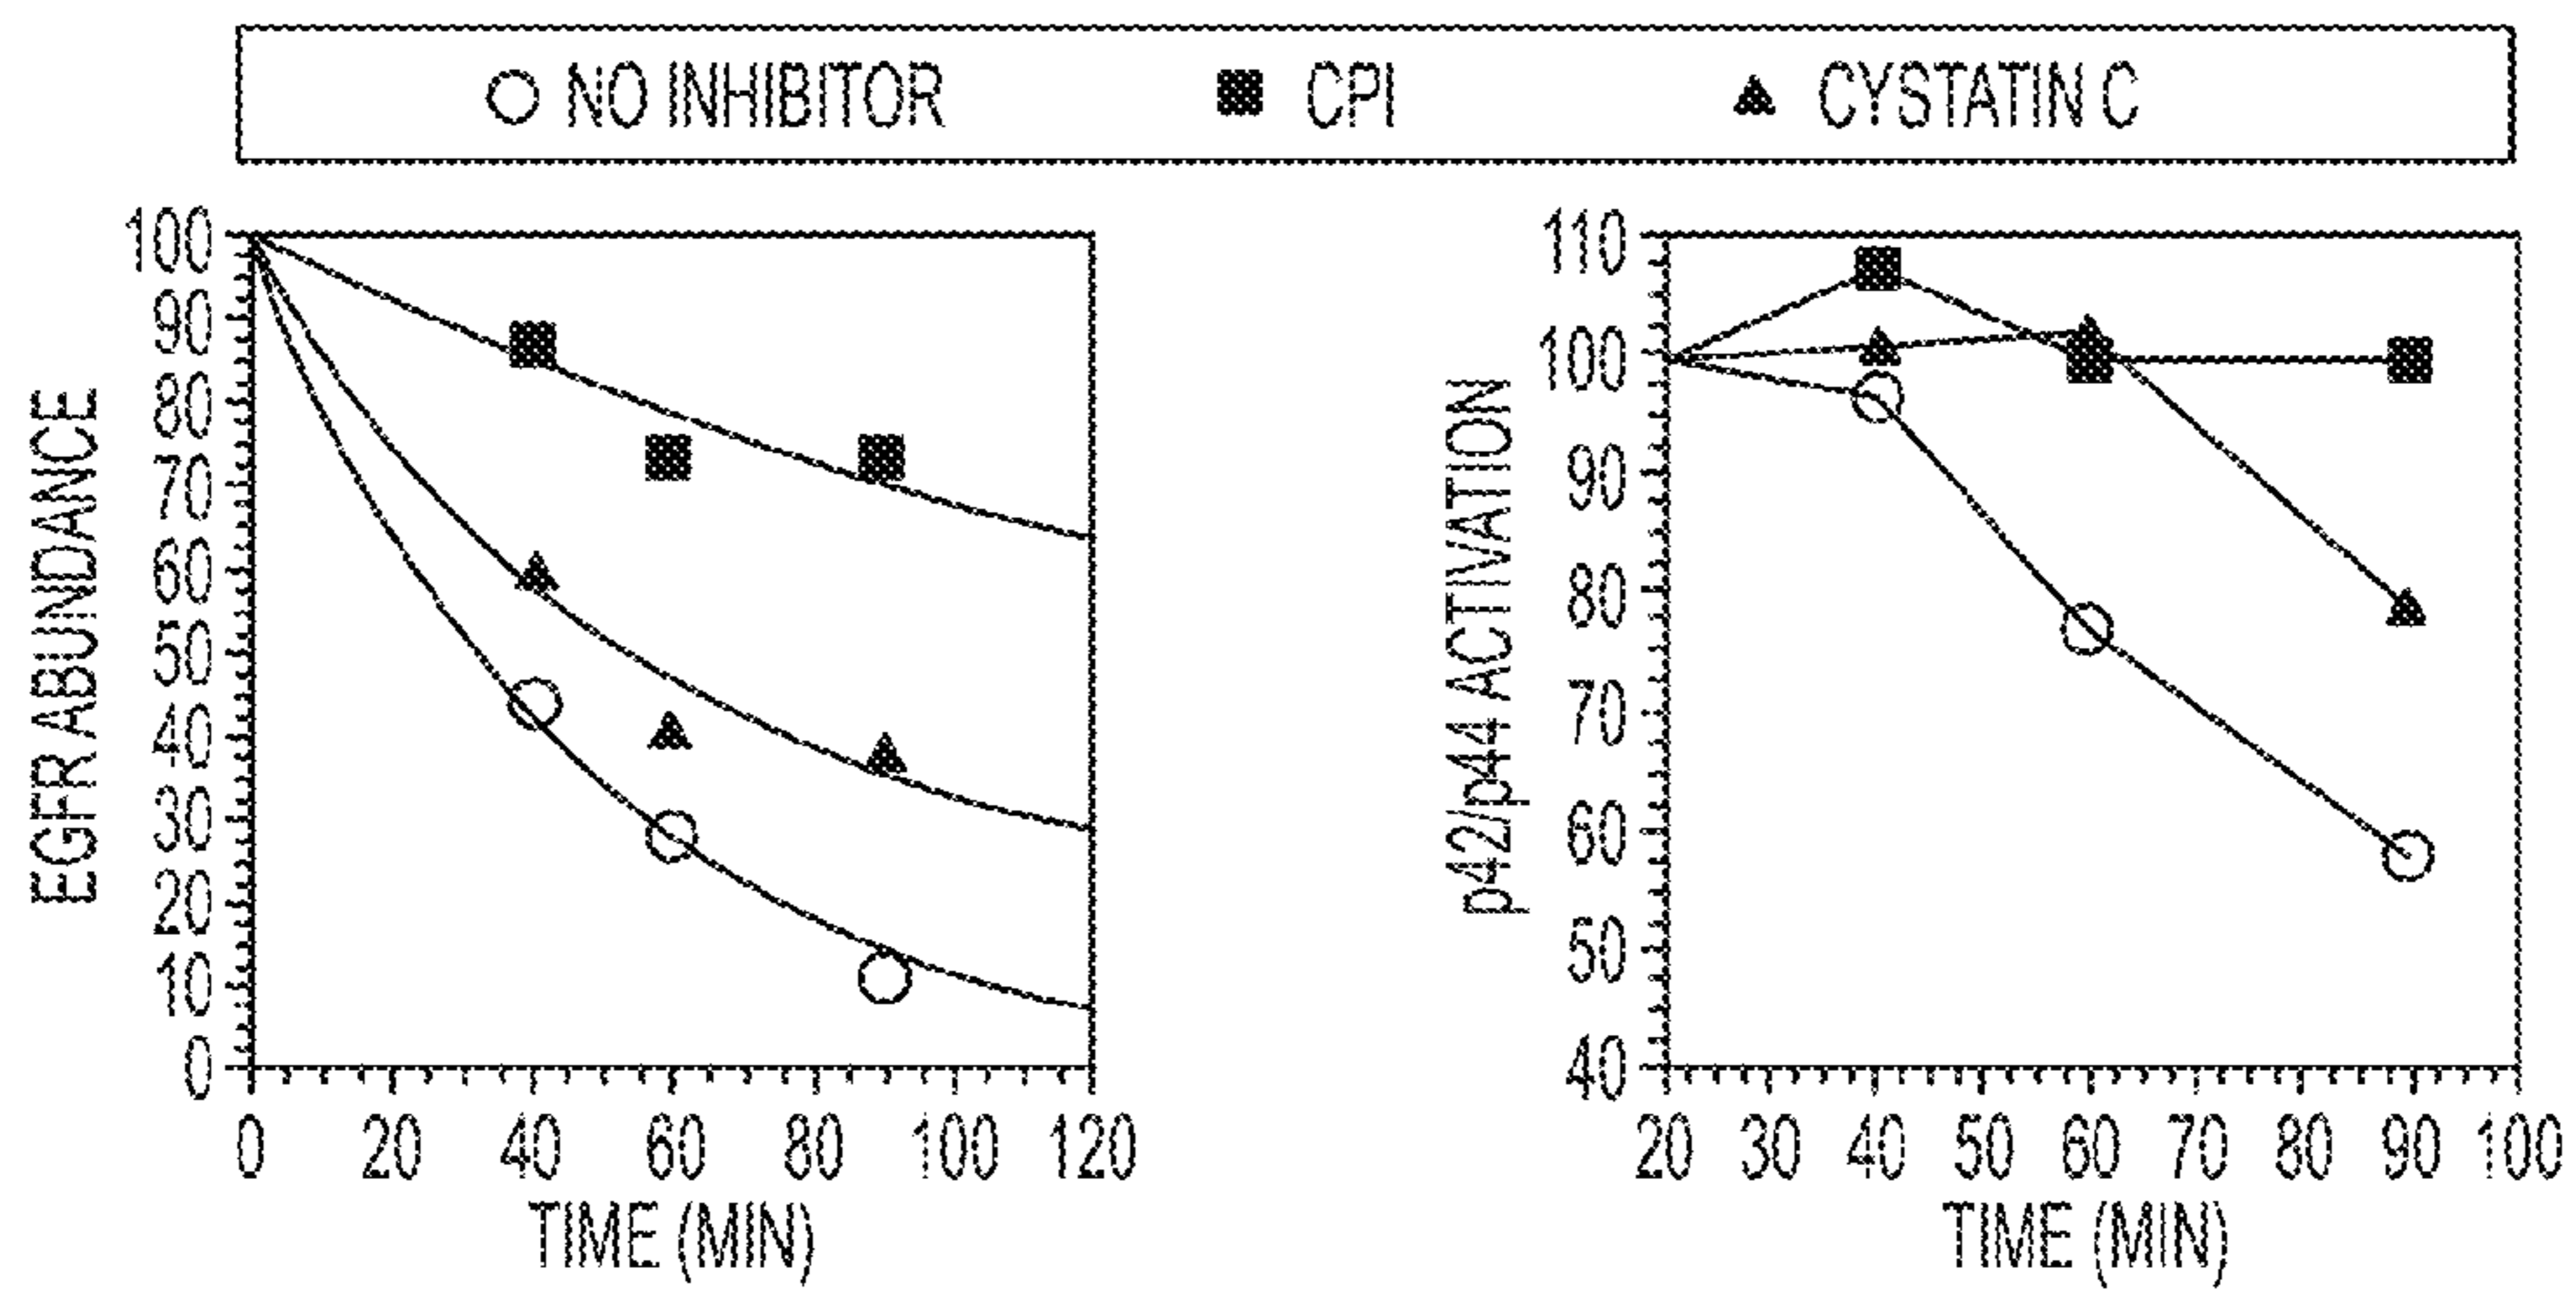 NO INHIBITOR CPI CYSTATIN C
EGFR ABUNDANCE
100
90
80
70
60
50
40
30
20
10
0
0 20 40 60 80 100 120
TIME (MIN)
p42/p44 ACTIVATION
110
100
90
80
70
60
50
40
20 30 40 50 60 70 80 90 100
TIME (MIN)